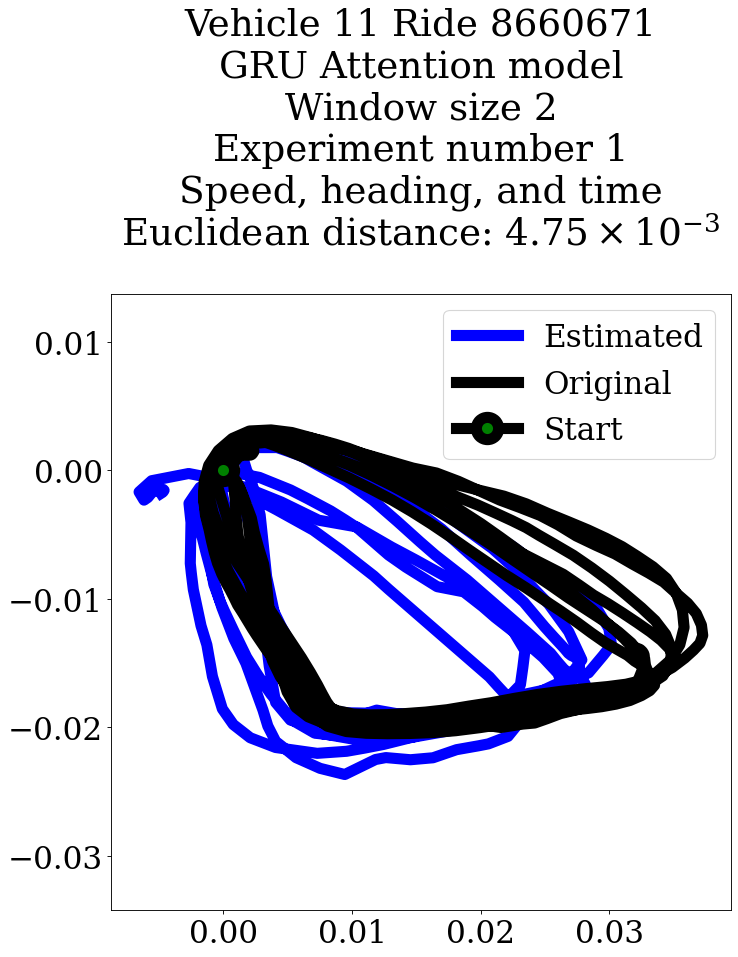 Vehicle 11 Ride 8660671
GRU Attention model
Window size 2
Experiment number 1
Speed, heading, and time
Euclidean distance: 4.75 × 10⁻³
Estimated
Original
Start
0.01
0.00
−0.01
−0.02
−0.03
0.00 0.01 0.02 0.03